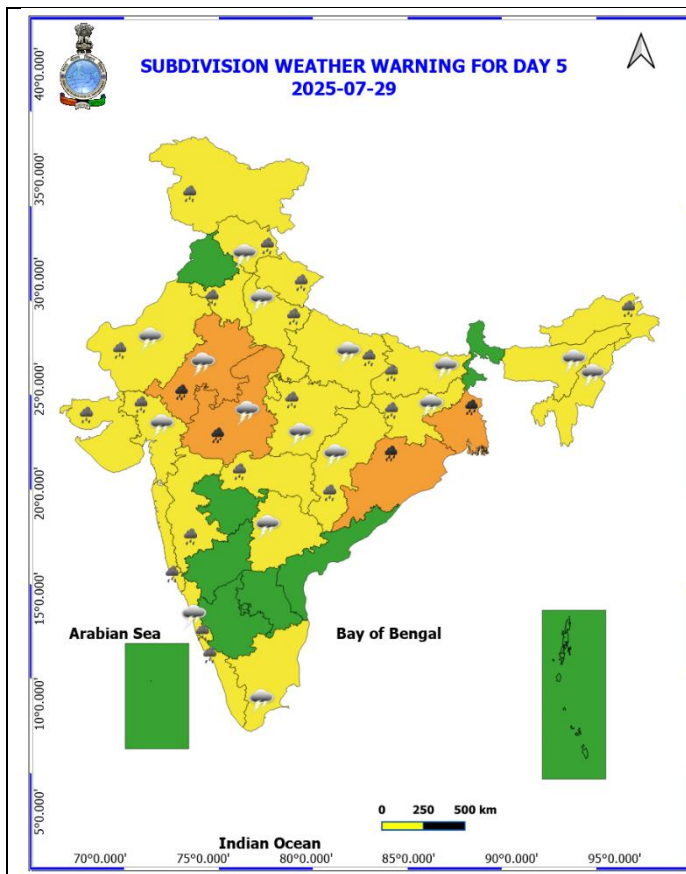 SUBDIVISION WEATHER WARNING FOR DAY 5
2025-07-29
40°0.000'
35°0.000'
30°0.000'
25°0.000'
20°0.000'
15°0.000'
10°0.000'
5°0.000'
Arabian Sea
Bay of Bengal
0 250 500 km
Indian Ocean
70°0.000' 75°0.000' 80°0.000' 85°0.000' 90°0.000' 95°0.000'